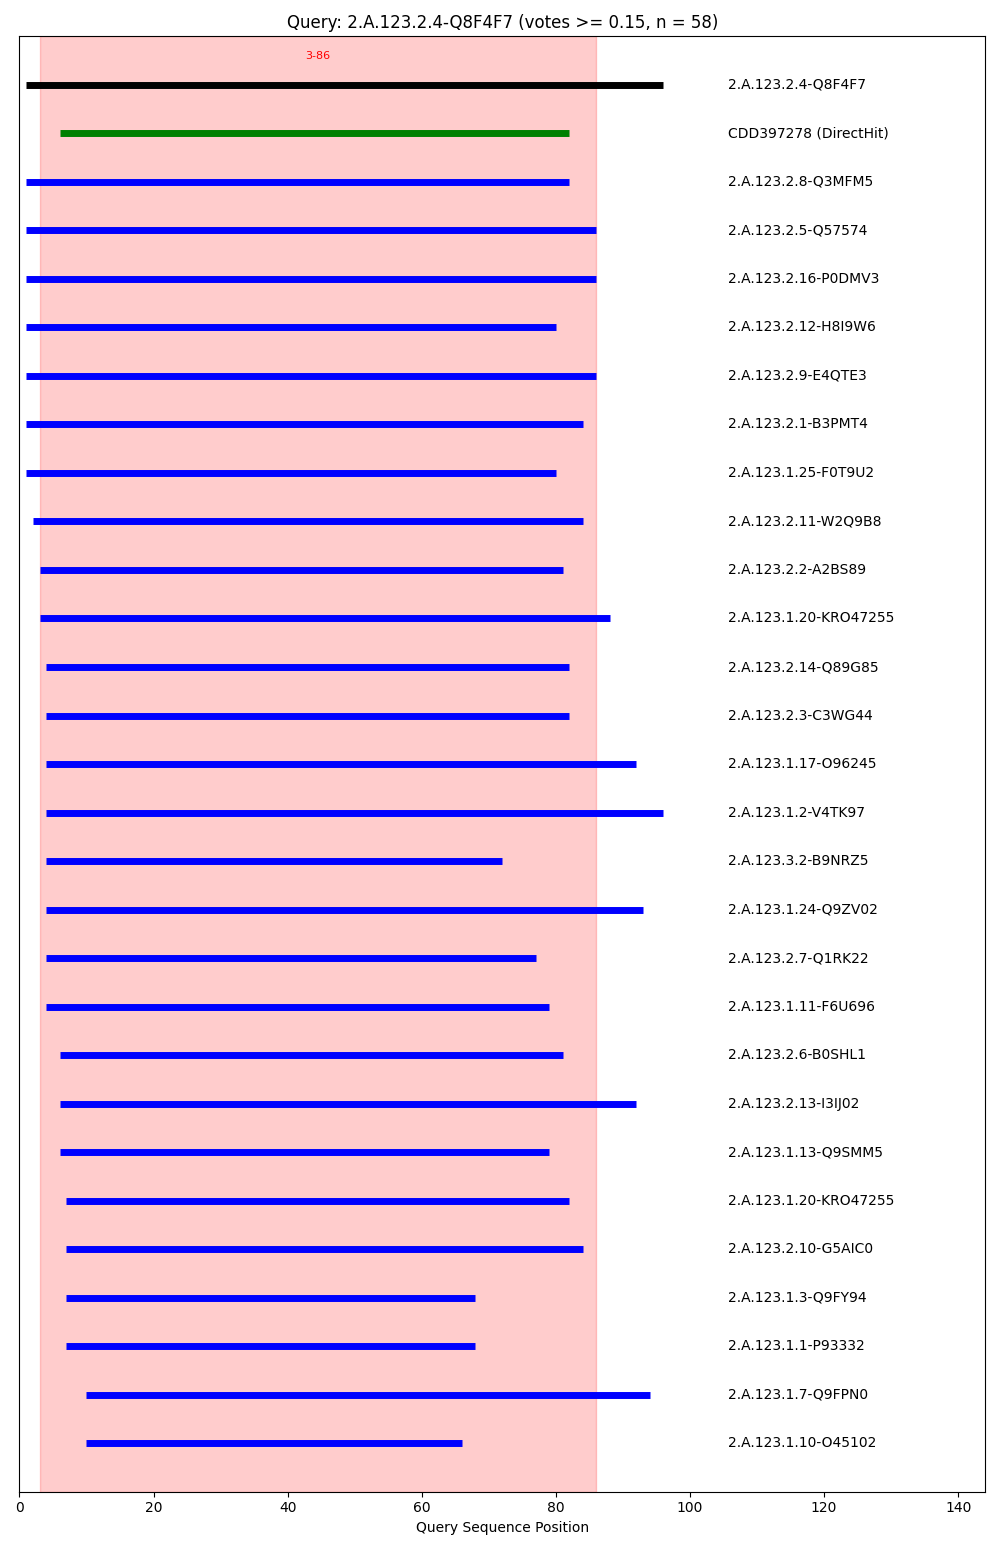 Query: 2.A.123.2.4-Q8F4F7 (votes >= 0.15, n = 58)
3-86
2.A.123.2.4-Q8F4F7
CDD397278 (DirectHit)
2.A.123.2.8-Q3MFM5
2.A.123.2.5-Q57574
2.A.123.2.16-P0DMV3
2.A.123.2.12-H8I9W6
2.A.123.2.9-E4QTE3
2.A.123.2.1-B3PMT4
2.A.123.1.25-F0T9U2
2.A.123.2.11-W2Q9B8
2.A.123.2.2-A2BS89
2.A.123.1.20-KRO47255
2.A.123.2.14-Q89G85
2.A.123.2.3-C3WG44
2.A.123.1.17-O96245
2.A.123.1.2-V4TK97
2.A.123.3.2-B9NRZ5
2.A.123.1.24-Q9ZV02
2.A.123.2.7-Q1RK22
2.A.123.1.11-F6U696
2.A.123.2.6-B0SHL1
2.A.123.2.13-I3IJ02
2.A.123.1.13-Q9SMM5
2.A.123.1.20-KRO47255
2.A.123.2.10-G5AIC0
2.A.123.1.3-Q9FY94
2.A.123.1.1-P93332
2.A.123.1.7-Q9FPN0
2.A.123.1.10-O45102
0 20 40 60 80 100 120 140
Query Sequence Position